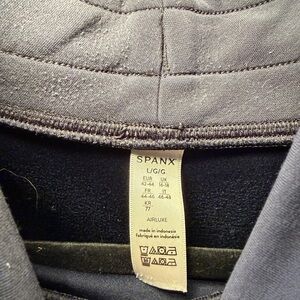 SPANX
L/G/G
EUR UK
42-44 16-18
FR IT
44-46 46-48
KR
77
AIRLUXE
made in indonesia
fabriqué en indonésie